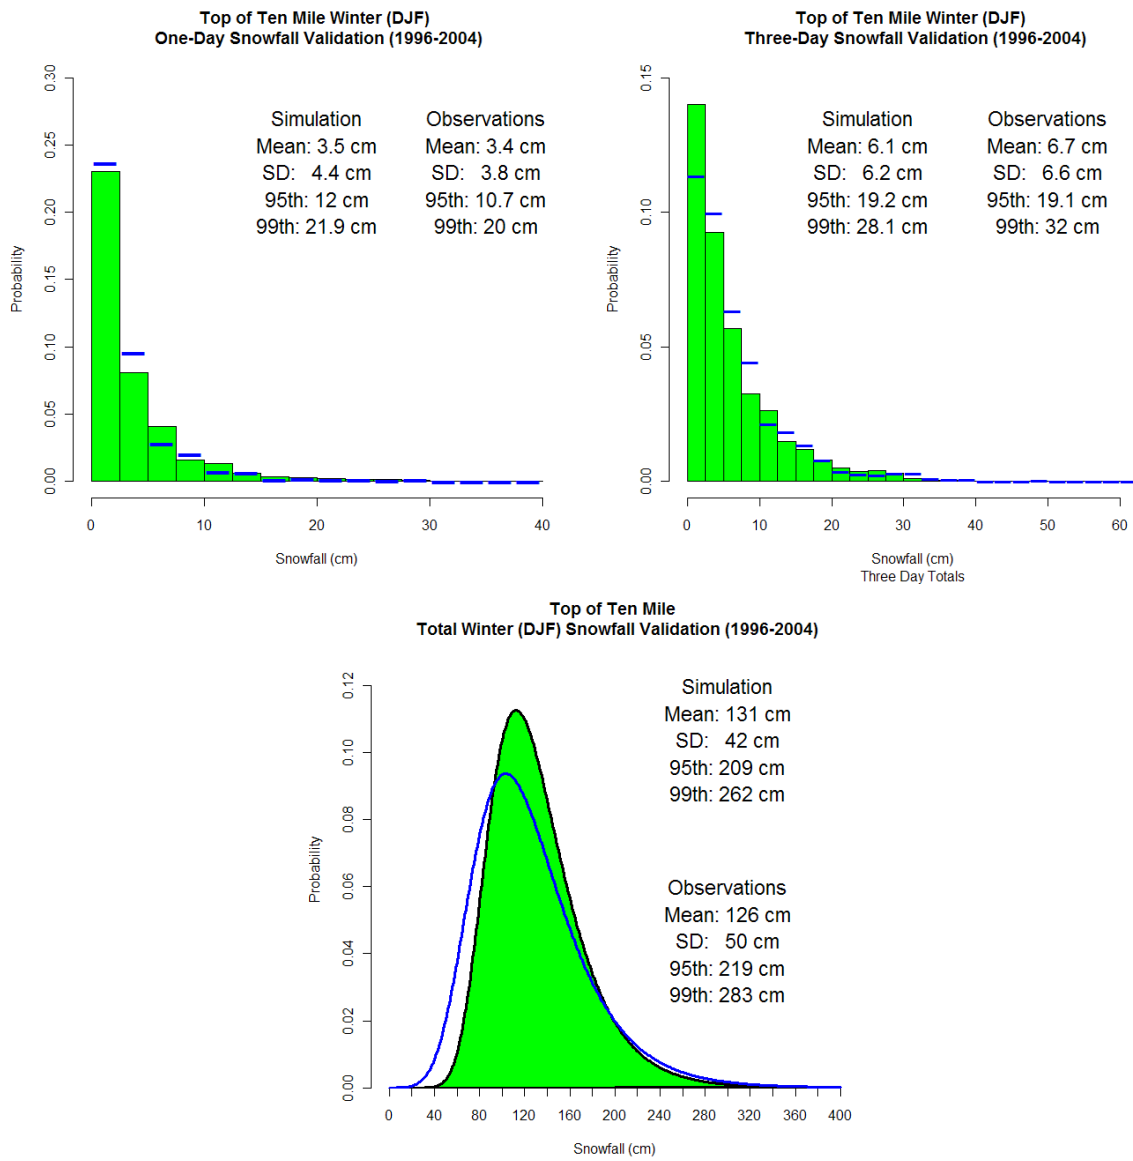 Top of Ten Mile Winter (DJF)
One-Day Snowfall Validation (1996-2004)
0.30
0.25
0.20
0.15
0.10
0.05
0.00
Probability
Simulation
Mean: 3.5 cm
SD: 4.4 cm
95th: 12 cm
99th: 21.9 cm
Observations
Mean: 3.4 cm
SD: 3.8 cm
95th: 10.7 cm
99th: 20 cm
0 10 20 30 40
Snowfall (cm)
Top of Ten Mile Winter (DJF)
Three-Day Snowfall Validation (1996-2004)
0.15
0.10
0.05
0.00
Probability
Simulation
Mean: 6.1 cm
SD: 6.2 cm
95th: 19.2 cm
99th: 28.1 cm
Observations
Mean: 6.7 cm
SD: 6.6 cm
95th: 19.1 cm
99th: 32 cm
0 10 20 30 40 50 60
Snowfall (cm)
Three Day Totals
Top of Ten Mile
Total Winter (DJF) Snowfall Validation (1996-2004)
0.12
0.10
0.08
0.06
0.04
0.02
0.00
Probability
Simulation
Mean: 131 cm
SD: 42 cm
95th: 209 cm
99th: 262 cm
Observations
Mean: 126 cm
SD: 50 cm
95th: 219 cm
99th: 283 cm
0 40 80 120 160 200 240 280 320 360 400
Snowfall (cm)